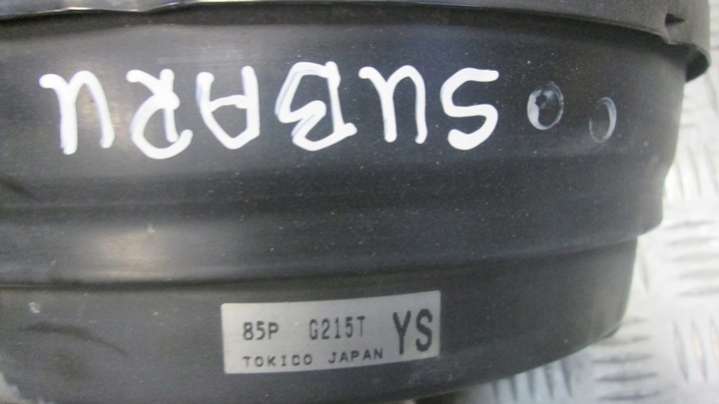 SUBARU
85P G215T YS
TOKICO JAPAN